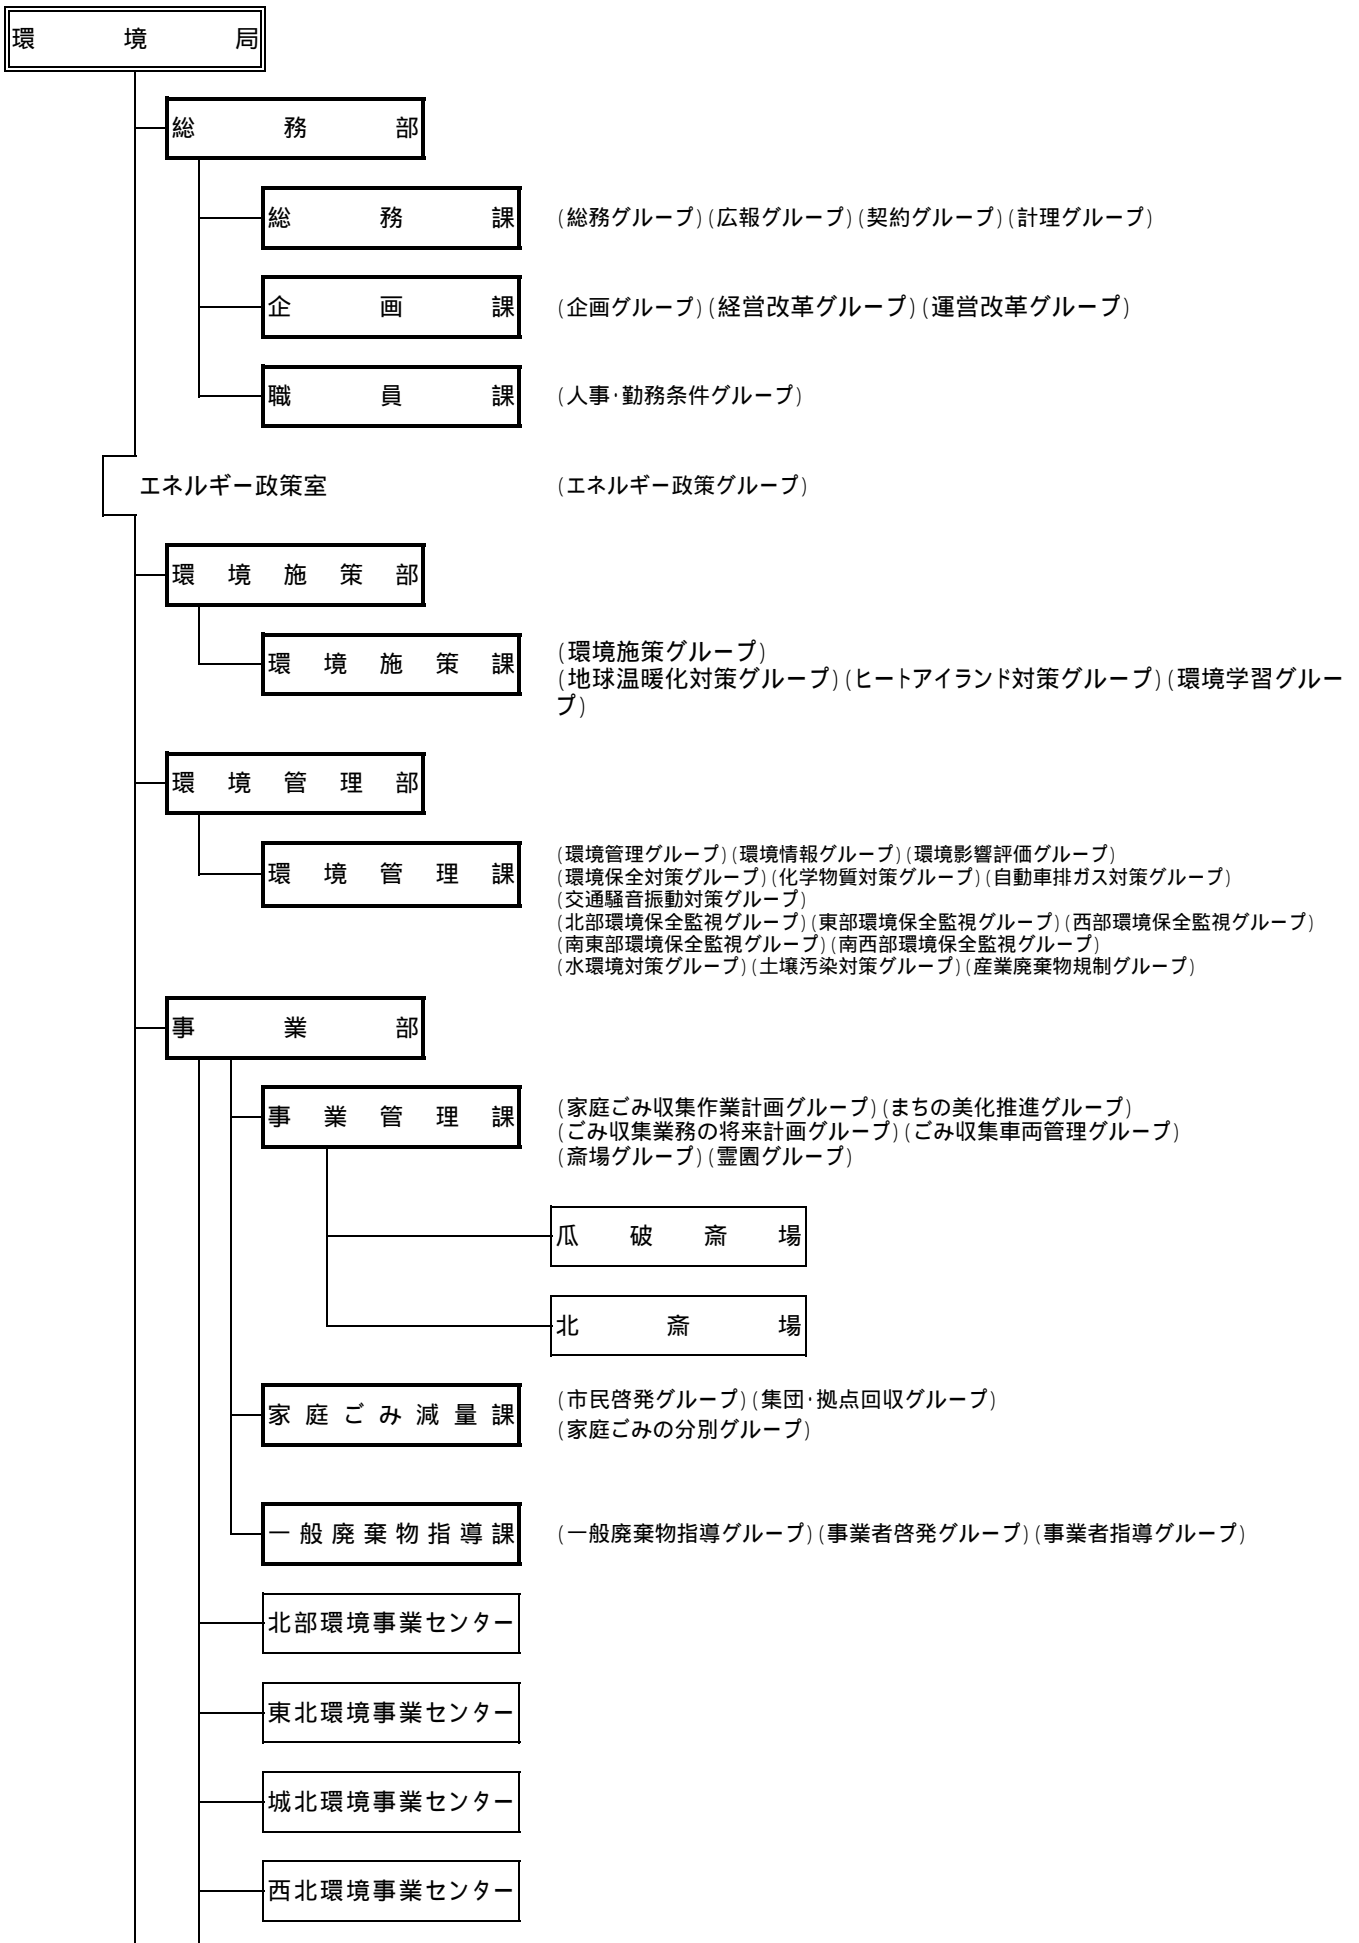 環境局
総務部
総務課 (総務グループ)(広報グループ)(契約グループ)(計理グループ)
企画課 (企画グループ)(経営改革グループ)(運営改革グループ)
職員課 (人事・勤務条件グループ)
エネルギー政策室 (エネルギー政策グループ)
環境施策部
環境施策課 (環境施策グループ)
(地球温暖化対策グループ)(ヒートアイランド対策グループ)(環境学習グルー
プ)
環境管理部
環境管理課 (環境管理グループ)(環境情報グループ)(環境影響評価グループ)
(環境保全対策グループ)(化学物質対策グループ)(自動車排ガス対策グループ)
(交通騒音振動対策グループ)
(北部環境保全監視グループ)(東部環境保全監視グループ)(西部環境保全監視グループ)
(南東部環境保全監視グループ)(南西部環境保全監視グループ)
(水環境対策グループ)(土壌汚染対策グループ)(産業廃棄物規制グループ)
事業部
事業管理課 (家庭ごみ収集作業計画グループ)(まちの美化推進グループ)
(ごみ収集業務の将来計画グループ)(ごみ収集車両管理グループ)
(斎場グループ)(霊園グループ)
瓜破斎場
北斎場
家庭ごみ減量課 (市民啓発グループ)(集団・拠点回収グループ)
(家庭ごみの分別グループ)
一般廃棄物指導課 (一般廃棄物指導グループ)(事業者啓発グループ)(事業者指導グループ)
北部環境事業センター
東北環境事業センター
城北環境事業センター
西北環境事業センター